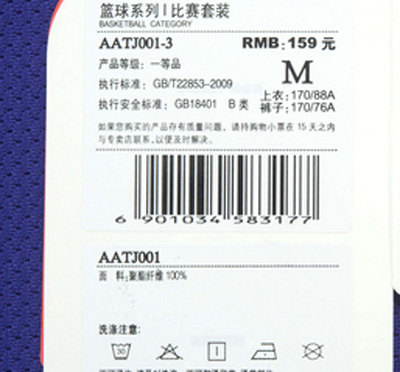 篮球系列 | 比赛套装
BASKETBALL CATEGORY
AATJ001-3 RMB: 159 元
产品等级: 一等品
M
执行标准: GB/T22853-2009
上衣: 170/88A
执行安全标准: GB18401 B 类
裤子: 170/76A
如果您购买的产品存有质量问题, 请持购物小票在 15 天之内
与专卖店联系, 以便及时解决。
6 901034 583177
AATJ001
面 料: 聚酯纤维 100%
洗涤注意:
30